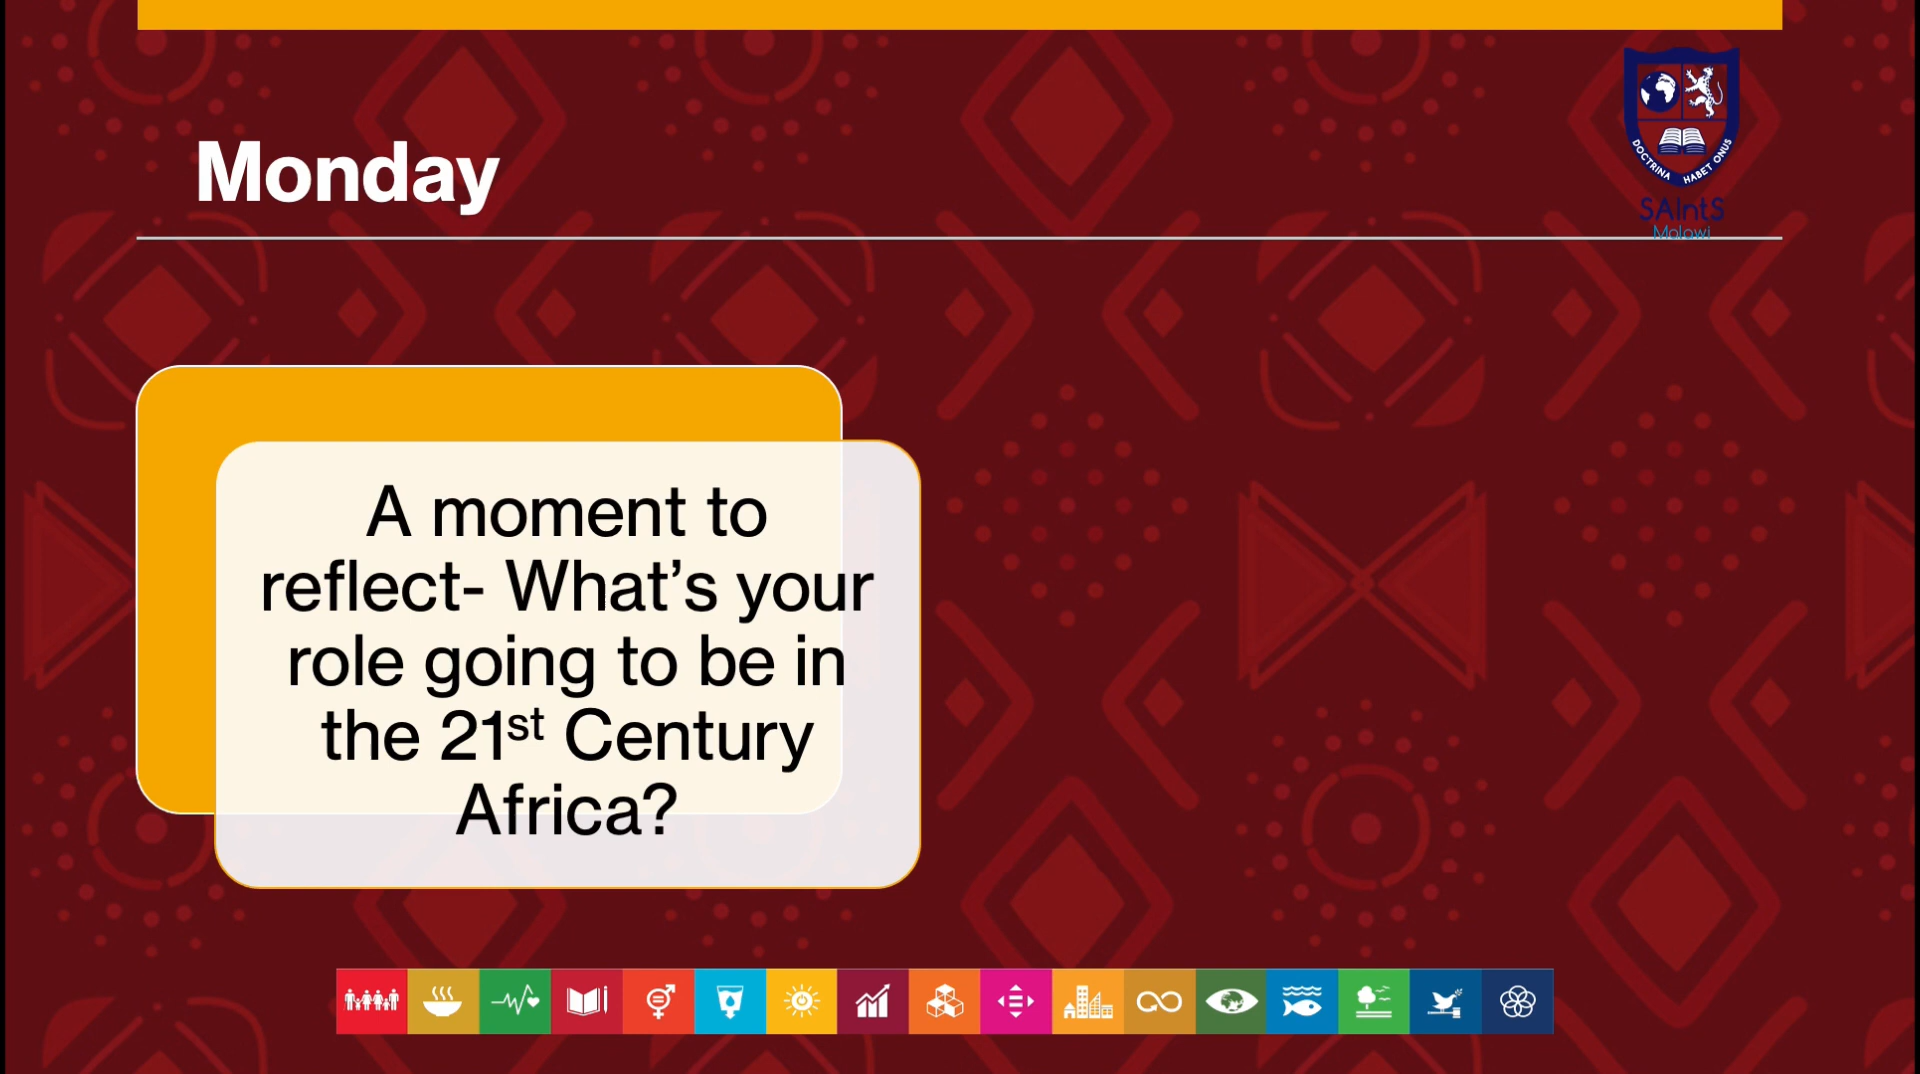 Monday
DOCTRINA HABET ONUS
SAIntS
Malawi
A moment to
reflect- What’s your
role going to be in
the 21st Century
Africa?